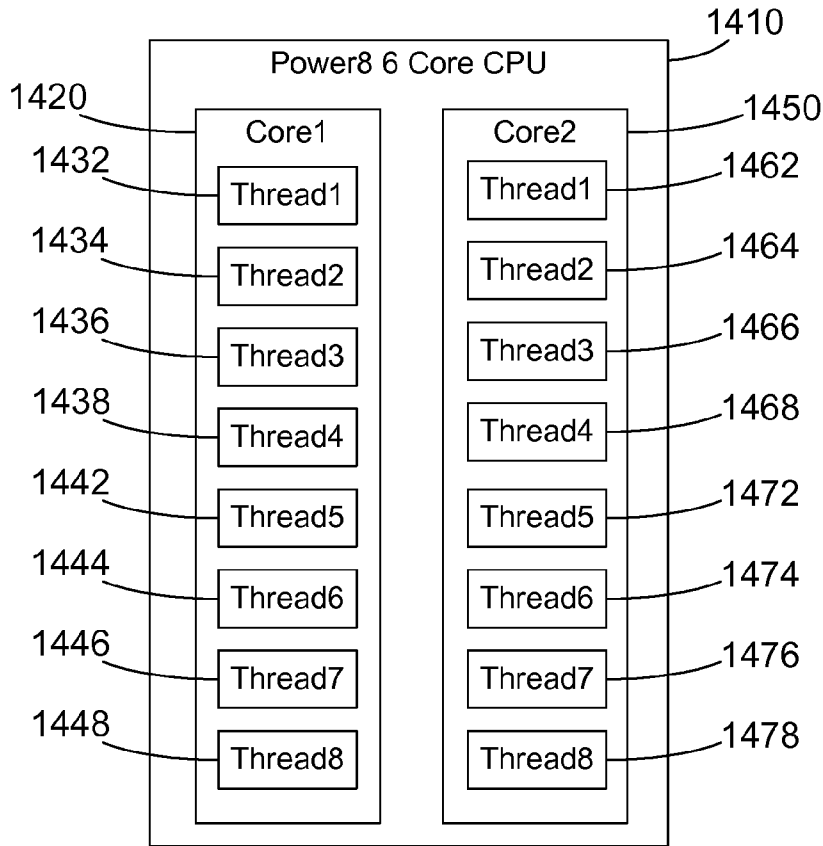 1410
Power8 6 Core CPU
1420
Core1
Core2
1450
1432
Thread1
Thread1
1462
1434
Thread2
Thread2
1464
1436
Thread3
Thread3
1466
1438
Thread4
Thread4
1468
1442
Thread5
Thread5
1472
1444
Thread6
Thread6
1474
1446
Thread7
Thread7
1476
1448
Thread8
Thread8
1478